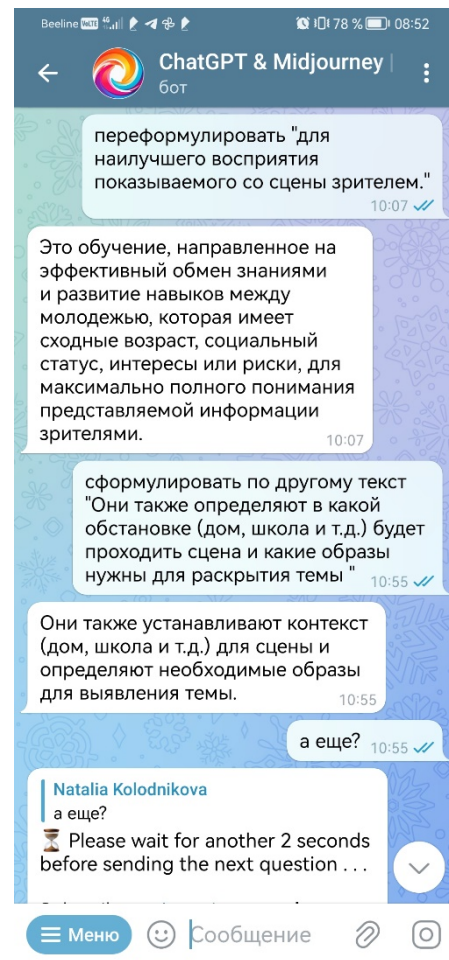 Beeline VoLTE 4G 78 % 08:52
ChatGPT & Midjourney |
бот
переформулировать "для
наилучшего восприятия
показываемого со сцены зрителем."
10:07
Это обучение, направленное на
эффективный обмен знаниями
и развитие навыков между
молодежью, которая имеет
сходные возраст, социальный
статус, интересы или риски, для
максимально полного понимания
представляемой информации
зрителями.
10:07
сформулировать по другому текст
"Они также определяют в какой
обстановке (дом, школа и т.д.) будет
проходить сцена и какие образы
нужны для раскрытия темы "
10:55
Они также устанавливают контекст
(дом, школа и т.д.) для сцены и
определяют необходимые образы
для выявления темы.
10:55
а еще? 10:55
Natalia Kolodnikova
а еще?
Please wait for another 2 seconds
before sending the next question . . .
Меню Сообщение